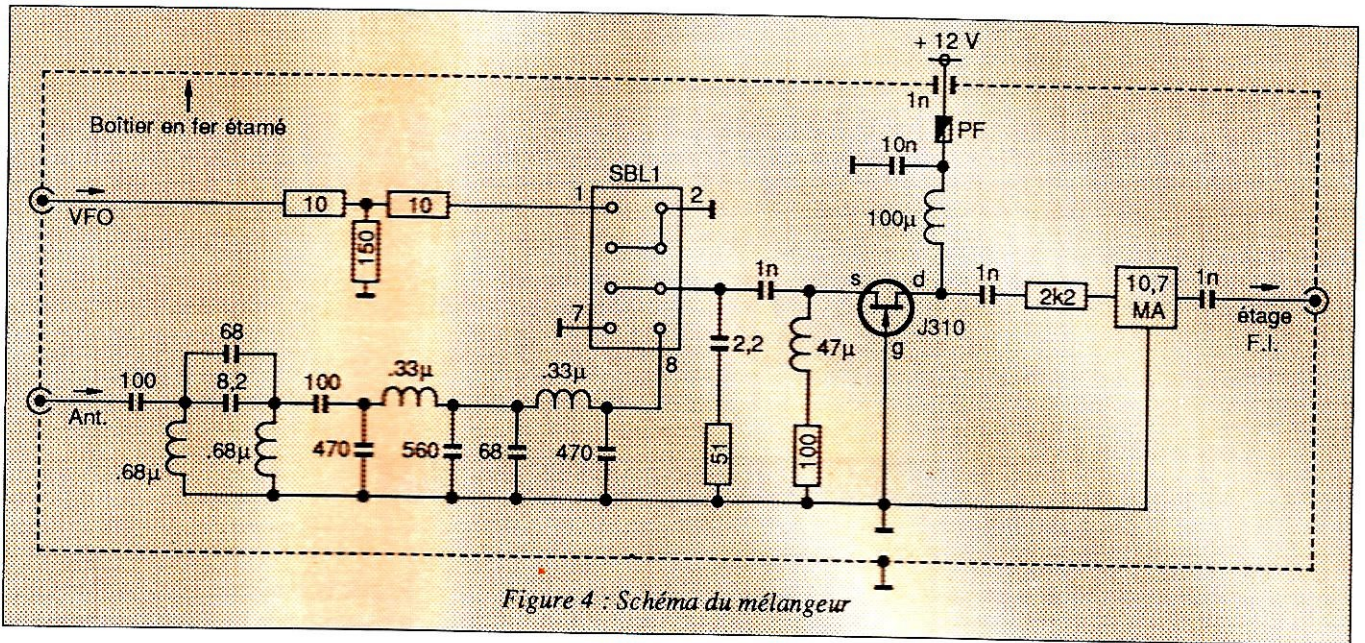 + 12 V
1n
Boîtier en fer étamé
PF
10n
SBL1
1
2
10
10
VFO
150
100µ
1n
s
d
1n
2k2
10,7
MA
1n
étage
F.I.
7
8
2,2
47µ
g
J310
68
100
8,2
100
.33µ
.33µ
Ant.
.68µ
.68µ
470
560
68
470
51
100
Figure 4 : Schéma du mélangeur